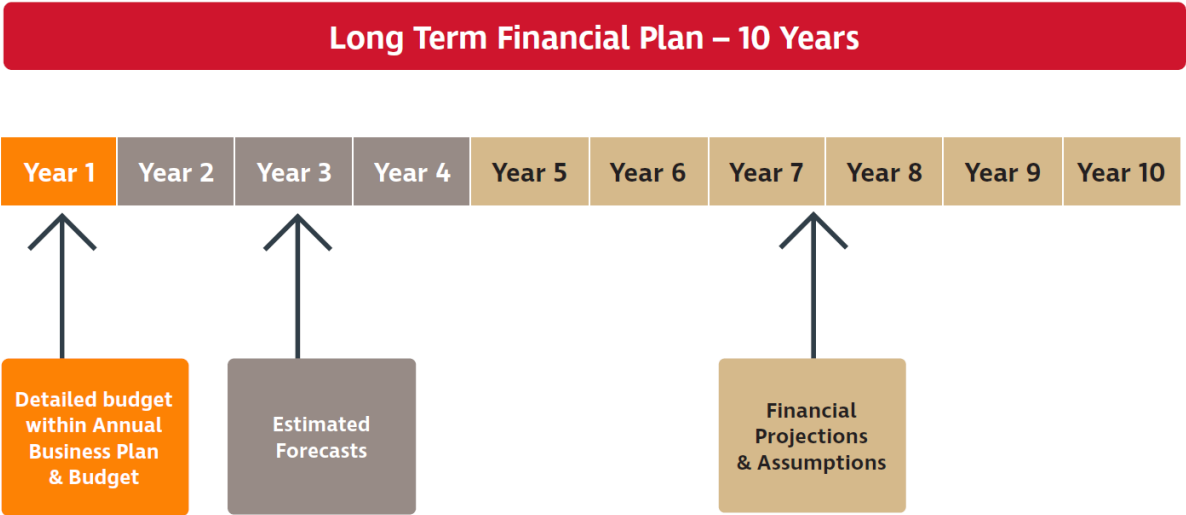 Long Term Financial Plan – 10 Years
Year 1
Year 2
Year 3
Year 4
Year 5
Year 6
Year 7
Year 8
Year 9
Year 10
Detailed budget
within Annual
Business Plan
& Budget
Estimated
Forecasts
Financial
Projections
& Assumptions